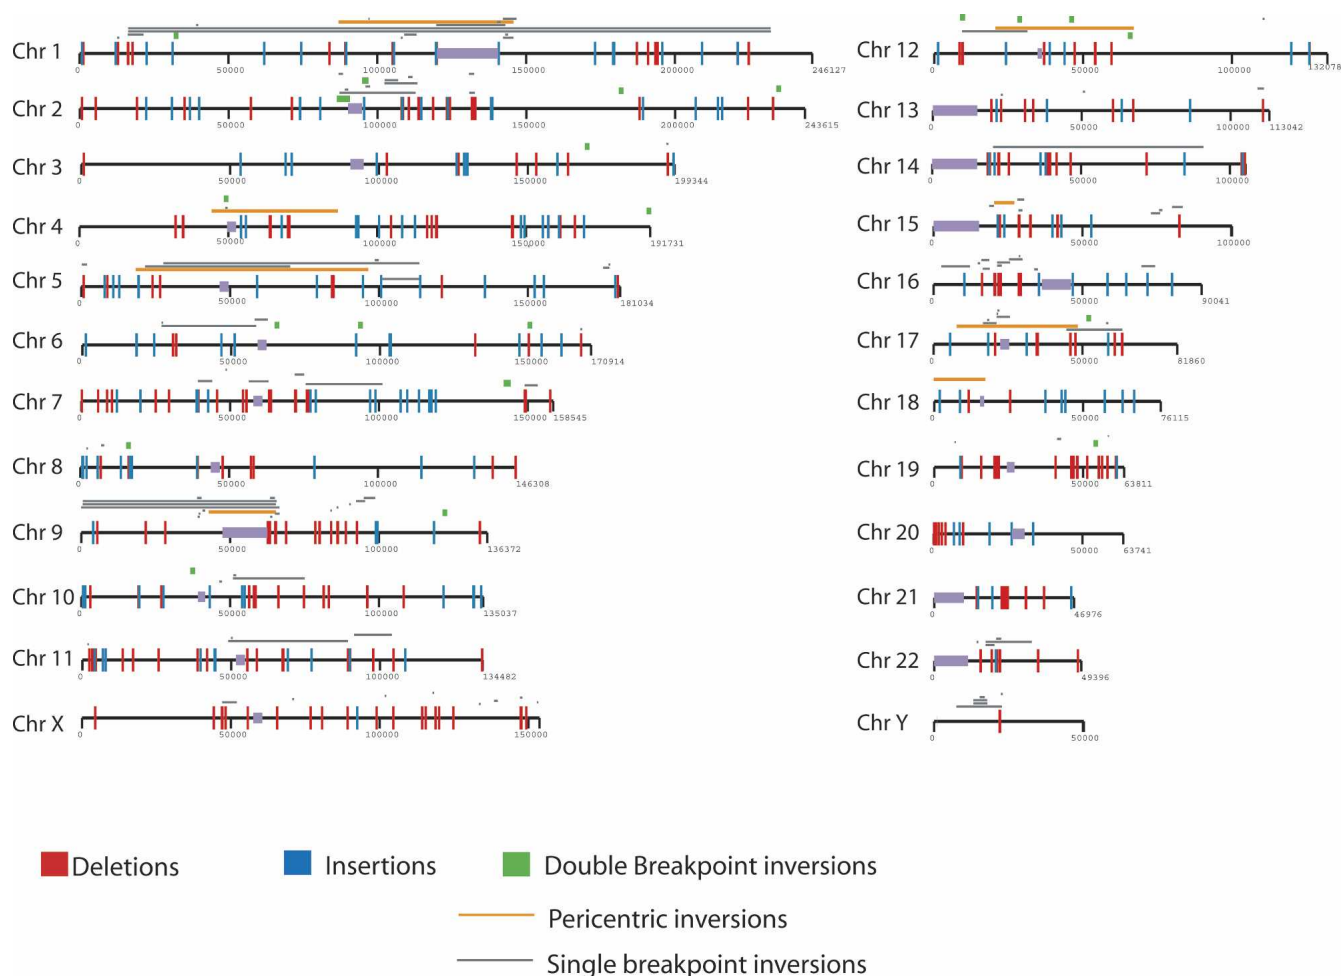 Chr 1
0 50000 100000 150000 200000 246127
Chr 2
0 50000 100000 150000 200000 243615
Chr 3
0 50000 100000 150000 199344
Chr 4
0 50000 100000 150000 191731
Chr 5
0 50000 100000 150000 181034
Chr 6
0 50000 100000 150000 170914
Chr 7
0 50000 100000 150000 158545
Chr 8
0 50000 100000 146308
Chr 9
0 50000 100000 136372
Chr 10
0 50000 100000 135037
Chr 11
0 50000 100000 134482
Chr X
0 50000 100000 150000
Chr 12
0 50000 100000 132078
Chr 13
0 50000 100000 113042
Chr 14
0 50000 100000
Chr 15
0 50000 100000
Chr 16
0 50000 90041
Chr 17
0 50000 81860
Chr 18
0 50000 76115
Chr 19
0 50000 63811
Chr 20
0 50000 63741
Chr 21
0 46976
Chr 22
0 49396
Chr Y
0 50000
Deletions Insertions Double Breakpoint inversions
Pericentric inversions
Single breakpoint inversions